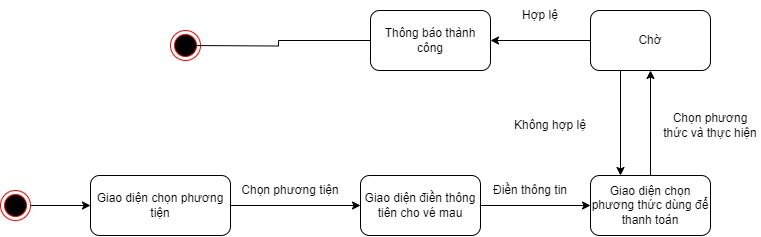 Hợp lệ
Thông báo thành
công
Chờ
Không hợp lệ
Chọn phương
thức và thực hiện
Giao diện chọn phương
tiện
Chọn phương tiện
Giao diện điền thông
tiên cho vé mau
Điền thông tin
Giao diện chọn
phương thức dùng để
thanh toán